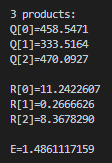 3 products:
Q[0]=458.5471
Q[1]=333.5164
Q[2]=470.0927
R[0]=11.2422607
R[1]=0.2666626
R[2]=8.3678290
E=1.4861117159